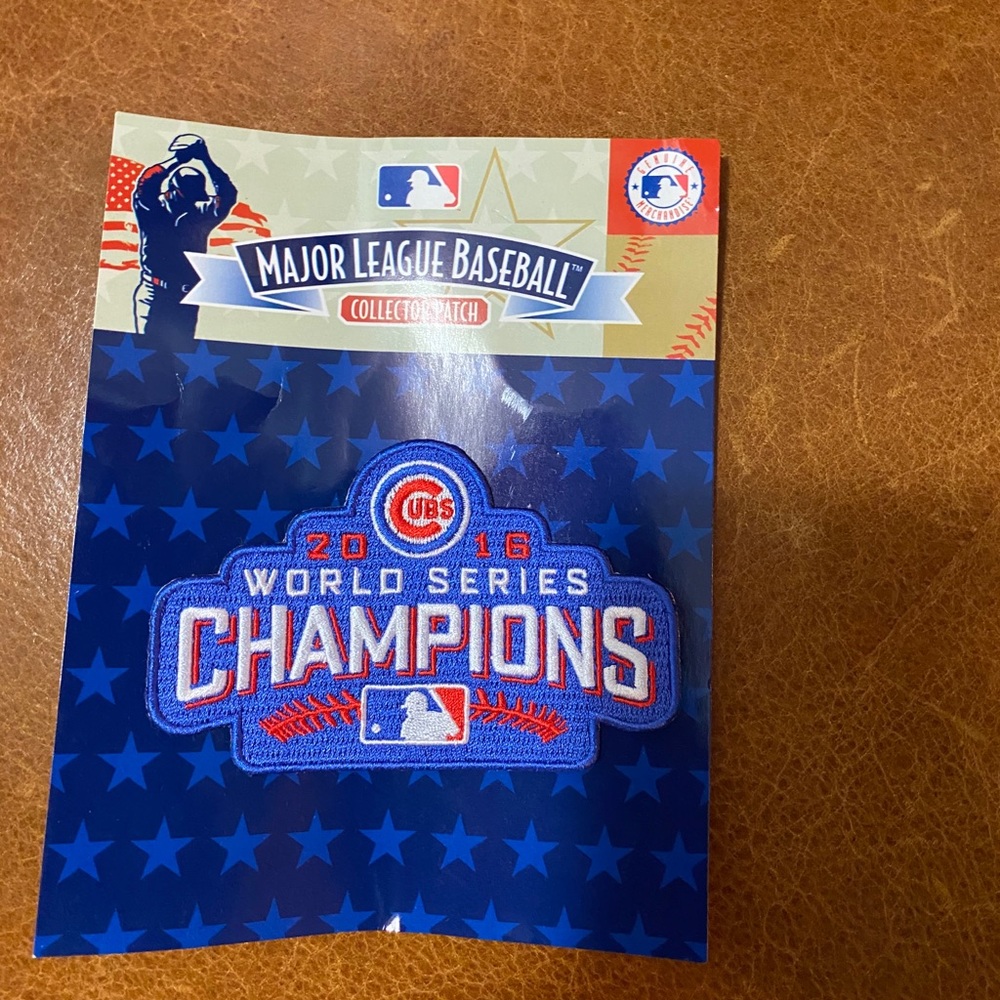 GENUINE
MERCHANDISE
MAJOR LEAGUE BASEBALL™
COLLECTOR PATCH
CUBS
20 16
WORLD SERIES
CHAMPIONS